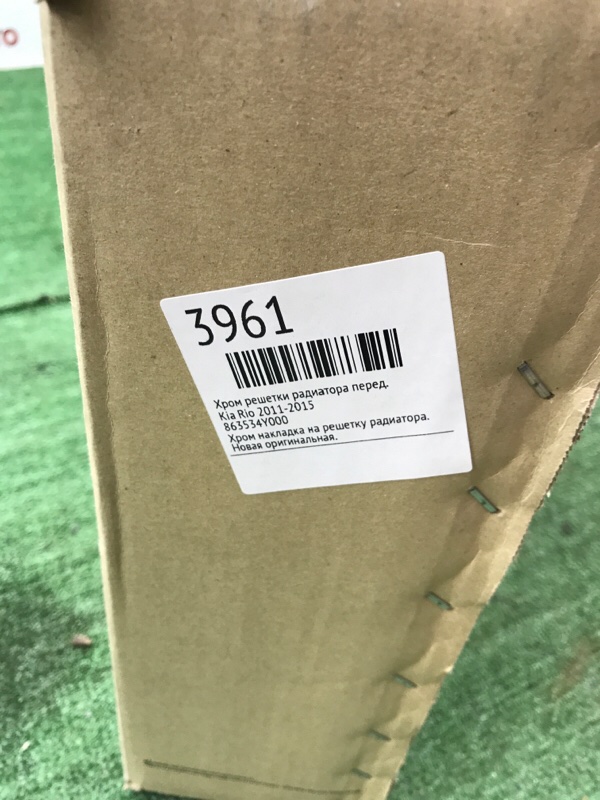 3961
Хром решетки радиатора перед.
Kia Rio 2011-2015
863534Y000
Хром накладка на решетку радиатора.
Новая оригинальная.